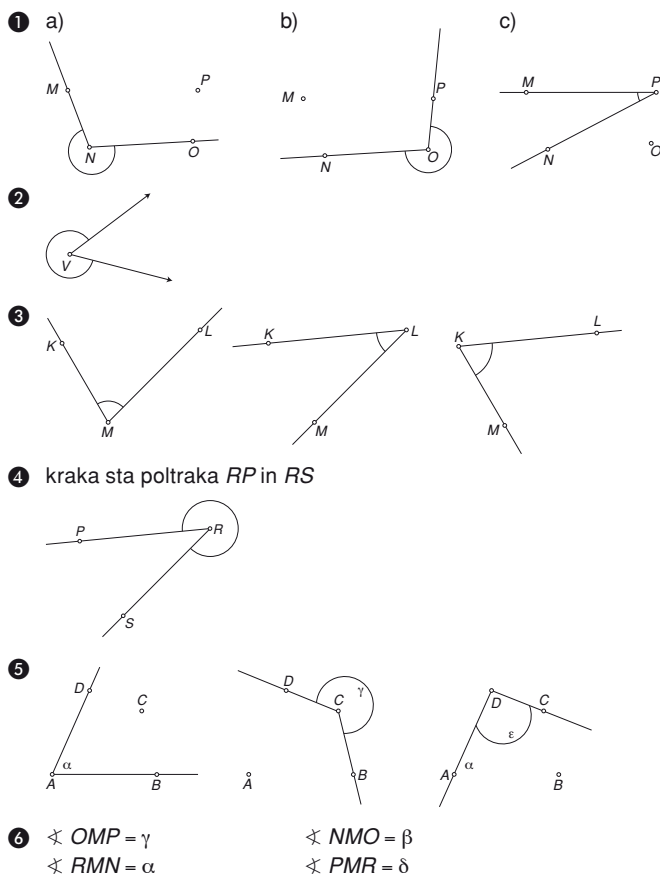 1 a) b) c)
M P N O
M P N O
M P N O
2
V
3
K L M
K L M
K L M
4 kraka sta poltraka RP in RS
P R S
5
D C α A B
D C γ A B
D C ε A α B
6 ∢ OMP = γ ∢ NMO = β
∢ RMN = α ∢ PMR = δ